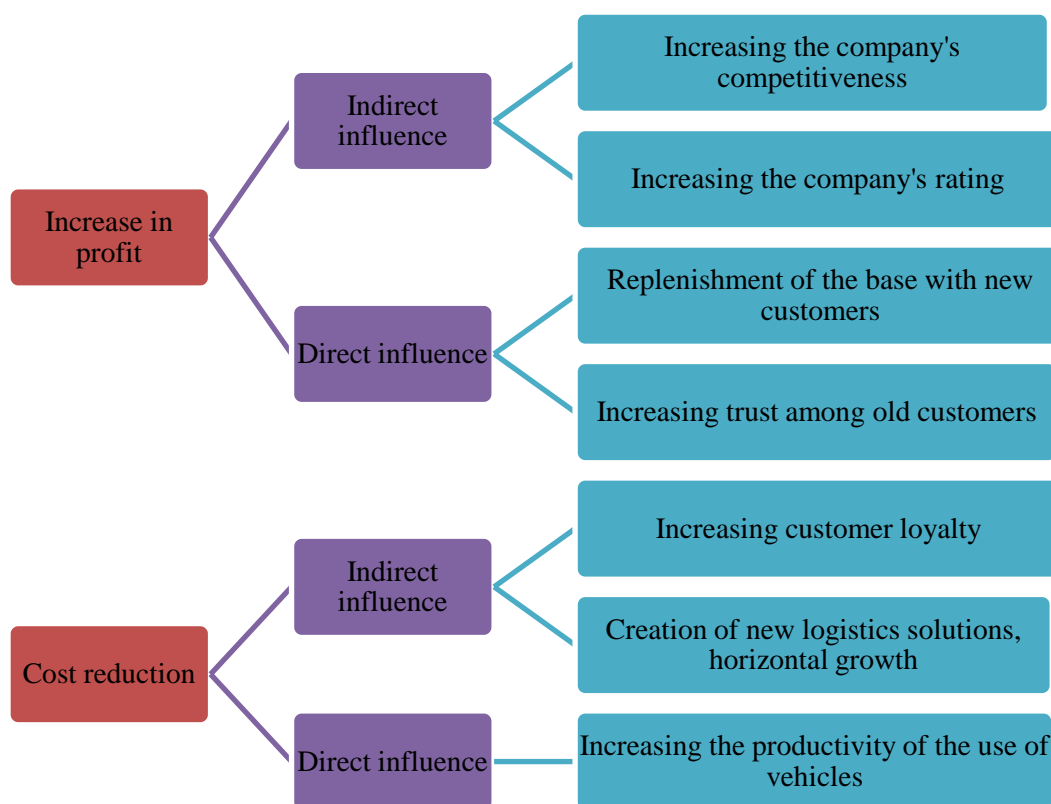 Increase in
profit
Indirect
influence
Increasing the company's
competitiveness
Increasing the company's rating
Direct influence
Replenishment of the base with new
customers
Increasing trust among old customers
Cost reduction
Indirect
influence
Increasing customer loyalty
Creation of new logistics solutions,
horizontal growth
Direct influence
Increasing the productivity of the use of
vehicles